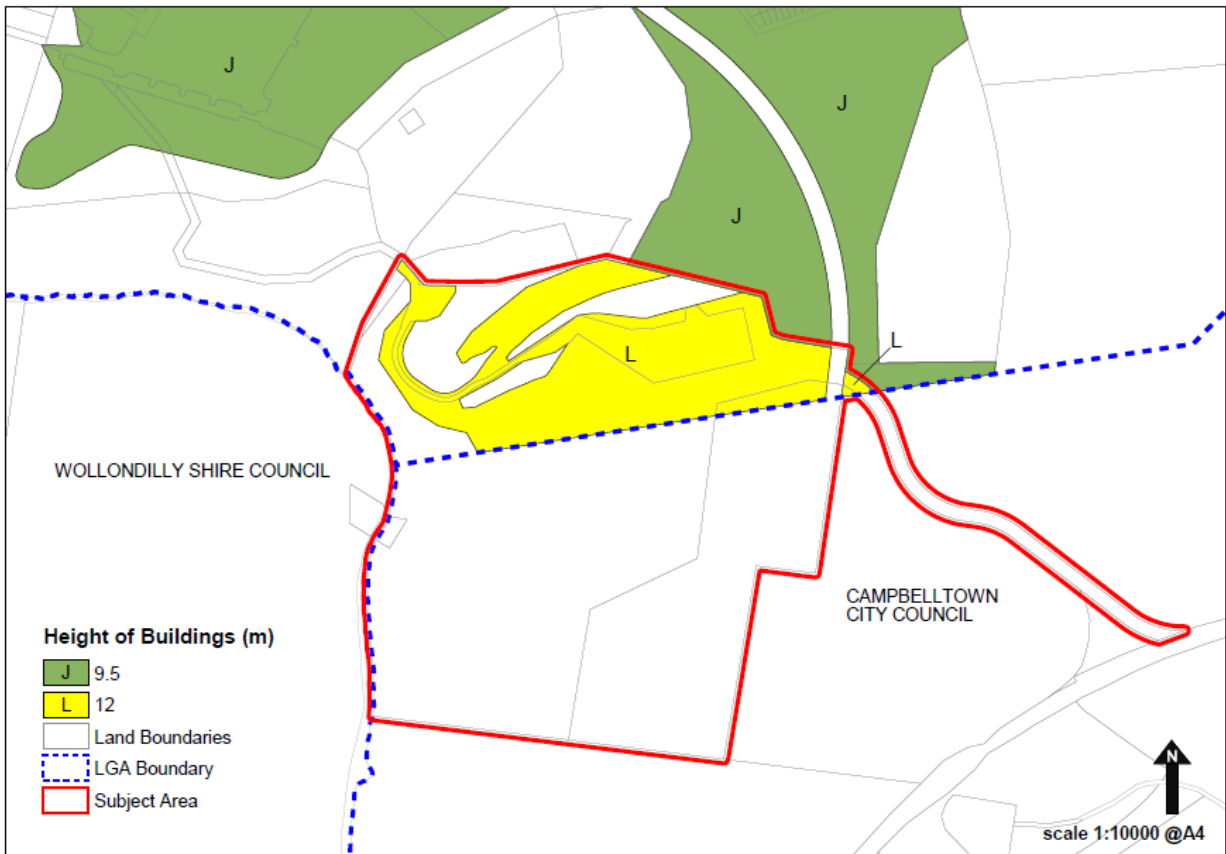 J
J
J
L
L
WOLLONDILLY SHIRE COUNCIL
CAMPBELLTOWN
CITY COUNCIL
Height of Buildings (m)
J 9.5
L 12
Land Boundaries
LGA Boundary
Subject Area
N
scale 1:10000 @A4